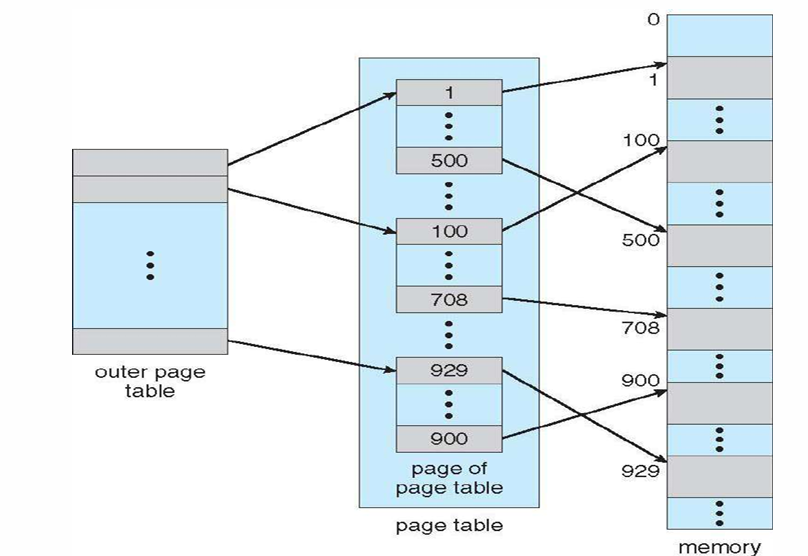 outer page
table
1
500
100
708
929
900
page of
page table
page table
0
1
100
500
708
900
929
memory